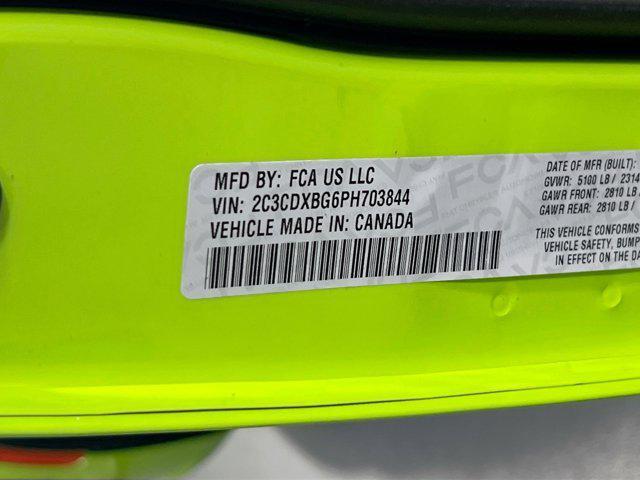 MFD BY: FCA US LLC
VIN: 2C3CDXBG6PH703844
VEHICLE MADE IN: CANADA
DATE OF MFR (BUILT):
GVWR: 5100 LB / 2314
GAWR FRONT: 2810 LB
GAWR REAR: 2810 LB /
THIS VEHICLE CONFORMS
VEHICLE SAFETY, BUMP
IN EFFECT ON THE DA